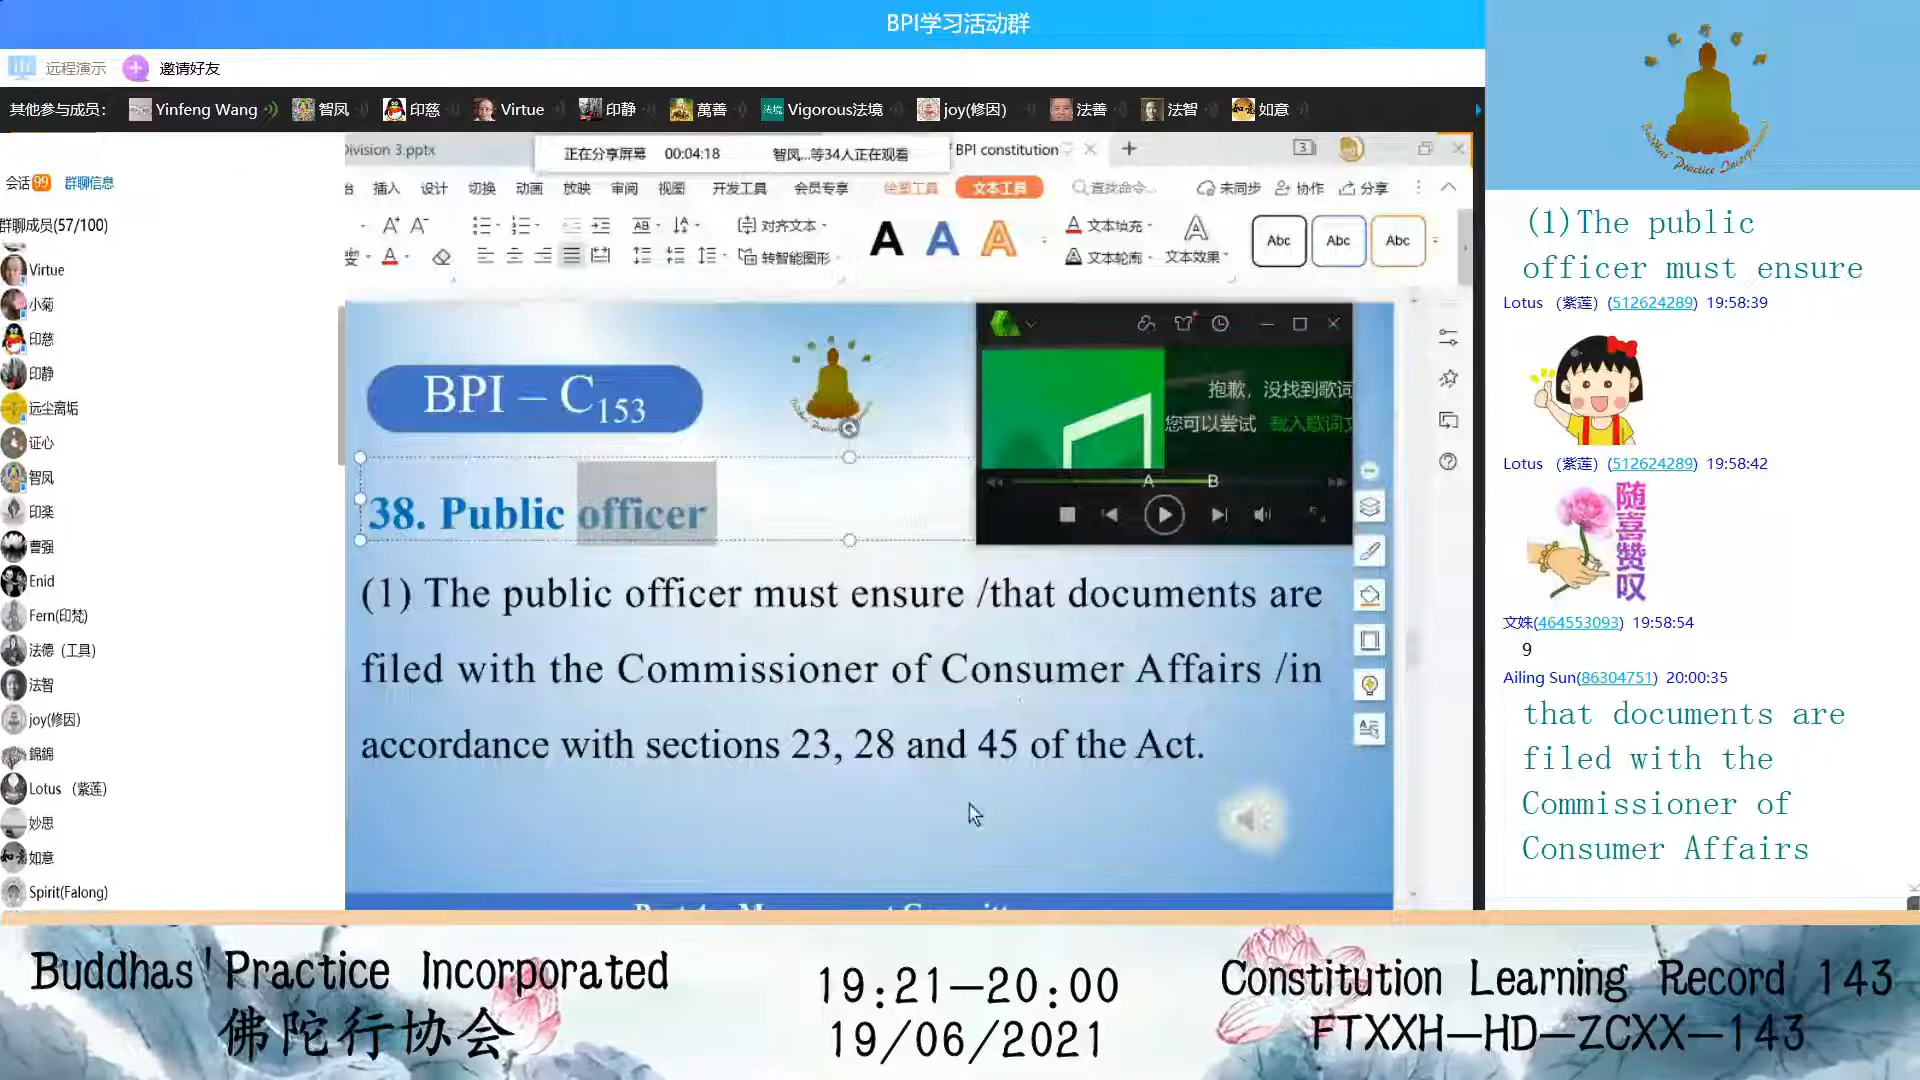 BPI学习活动群
远程演示 邀请好友
其他参与成员： Yinfeng Wang 智凤 印慈 Virtue 印静 萬善 Vigorous法境 joy(修因) 法善 法智 如意
会话 99 群聊信息
群聊成员(57/100)
Virtue
小菊
印慈
印静
远尘离垢
证心
智凤
印栾
曹强
Enid
Fern(印梵)
法德（工具）
法智
joy(修因)
錦錦
Lotus （紫莲）
妙思
如意
Spirit(Falong)
Division 3.pptx
正在分享屏幕 00:04:18 智凤...等34人正在观看
BPI constitution
3
插入 设计 切换 动画 放映 审阅 视图 开发工具 会员专享 绘图工具 文本工具 查找命令... 未同步 协作 分享
对齐文本
转智能图形
A A A
文本填充
文本轮廓
文本效果
Abc Abc Abc
BPI – C153
38. Public officer
抱歉，没找到歌词
您可以尝试 载入歌词文
A B
(1) The public officer must ensure /that documents are
filed with the Commissioner of Consumer Affairs /in
accordance with sections 23, 28 and 45 of the Act.
Buddhas' Practice Incorporated
(1)The public
officer must ensure
Lotus （紫莲）(512624289) 19:58:39
Lotus （紫莲）(512624289) 19:58:42
随喜赞叹
文姝(464553093) 19:58:54
9
Ailing Sun(86304751) 20:00:35
that documents are
filed with the
Commissioner of
Consumer Affairs
Buddhas' Practice Incorporated
佛陀行协会
19:21—20:00
19/06/2021
Constitution Learning Record 143
FTXXH—HD—ZCXX—143